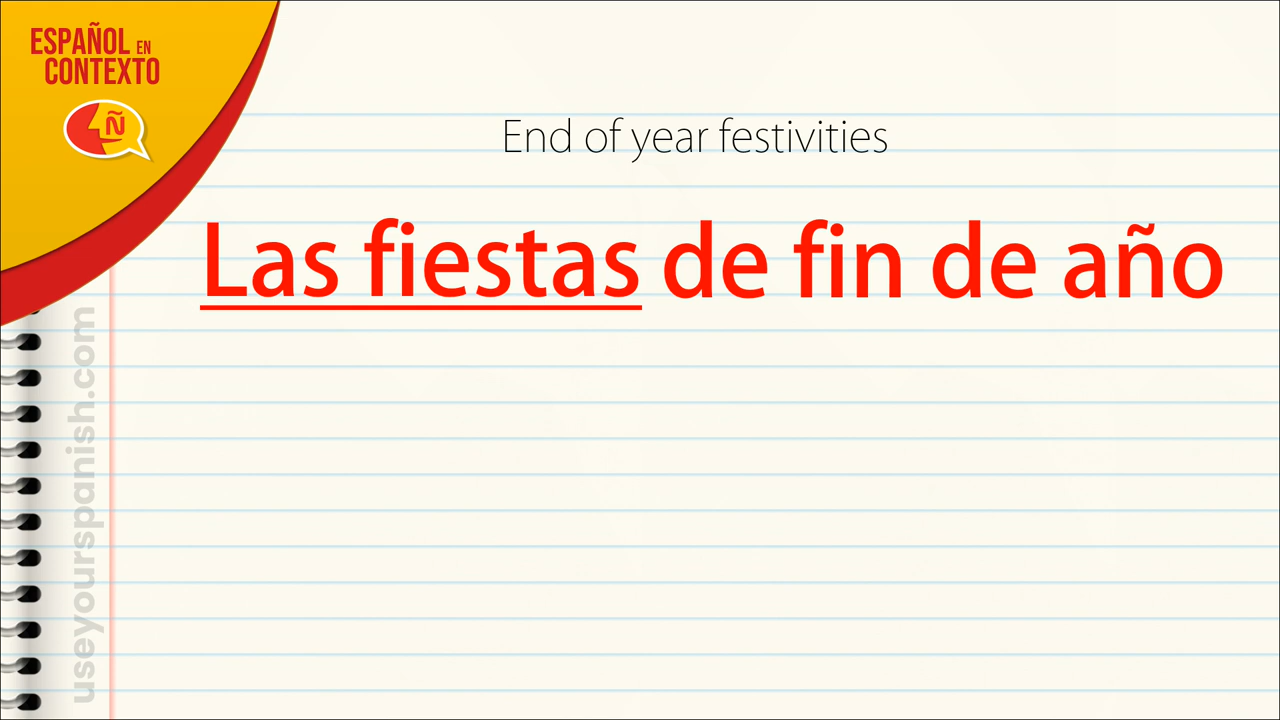 ESPAÑOL EN
CONTEXTO
Ñ
End of year festivities
Las fiestas de fin de año
useyourspanish.com